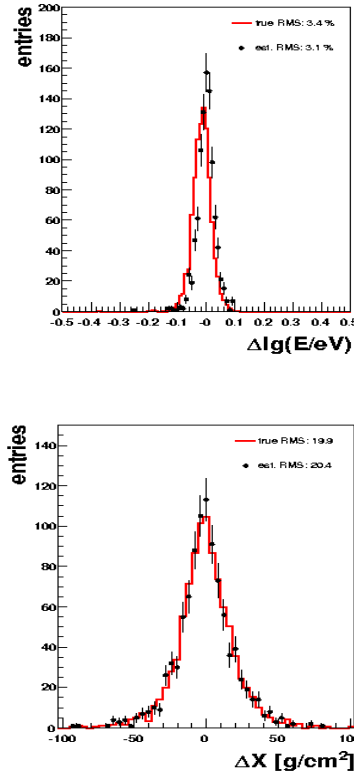 entries
200
180
160
140
120
100
80
60
40
20
0
true RMS: 3.4 %
est. RMS: 3.1 %
-0.5 -0.4 -0.3 -0.2 -0.1 -0 0.1 0.2 0.3 0.4 0.5
Δlg(E/eV)
entries
140
120
100
80
60
40
20
0
true RMS: 19.9
est. RMS: 20.4
-100 -50 0 50 100
ΔX [g/cm²]